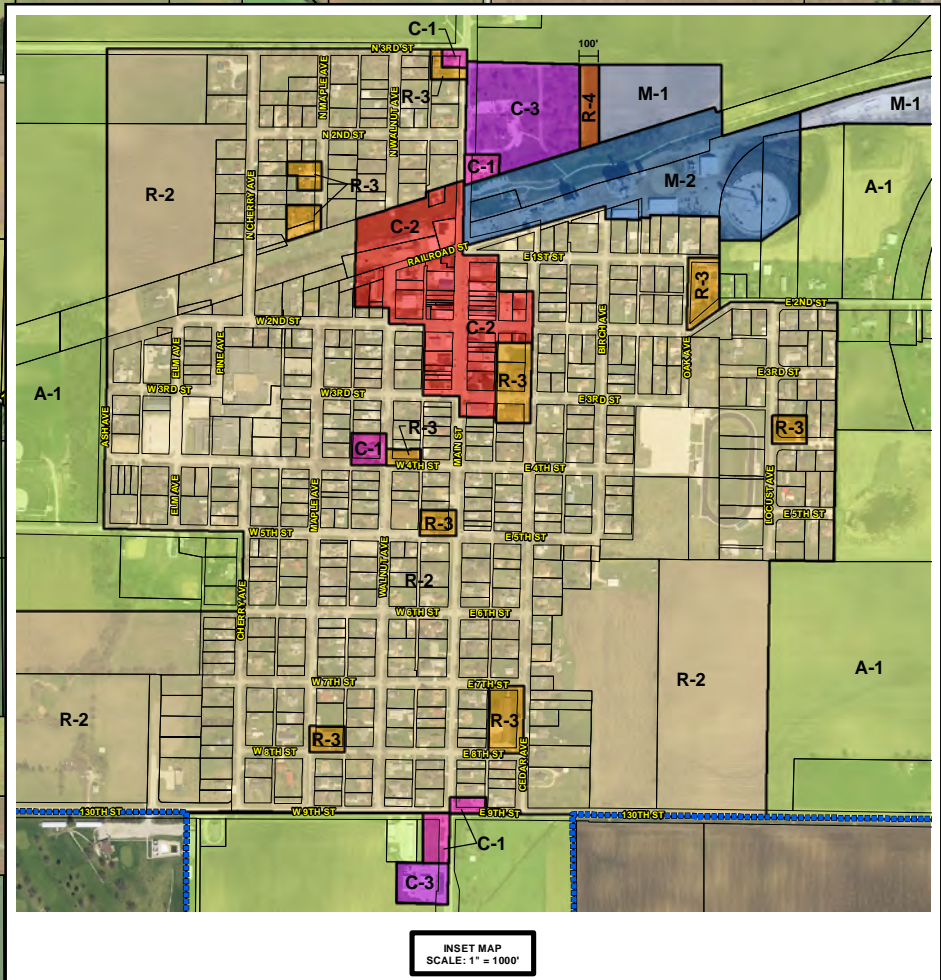 C-1
N 3RD ST
100'
N MAPLE AVE
R-3
N WALNUT AVE
C-3
R-4
M-1
M-1
N 2ND ST
C-1
M-2
A-1
R-2
N CHERRY AVE
R-3
C-2
RAILROAD ST
E 1ST ST
R-3
E 2ND ST
W 2ND ST
C-2
BIRCH AVE
OAK AVE
ELM AVE
PINE AVE
W 3RD ST
W 3RD ST
R-3
E 3RD ST
E 3RD ST
A-1
ASH AVE
R-3
MAIN ST
R-3
C-1
W 4TH ST
E 4TH ST
ELM AVE
MAPLE AVE
LOCUST AVE
R-3
E 5TH ST
W 5TH ST
E 5TH ST
WALNUT AVE
R-2
CHERRY AVE
W 6TH ST
E 6TH ST
W 7TH ST
E 7TH ST
R-2
A-1
R-2
R-3
R-3
W 8TH ST
E 8TH ST
CEDAR AVE
130TH ST
W 9TH ST
E 9TH ST
130TH ST
C-1
C-3
INSET MAP
SCALE: 1" = 1000'